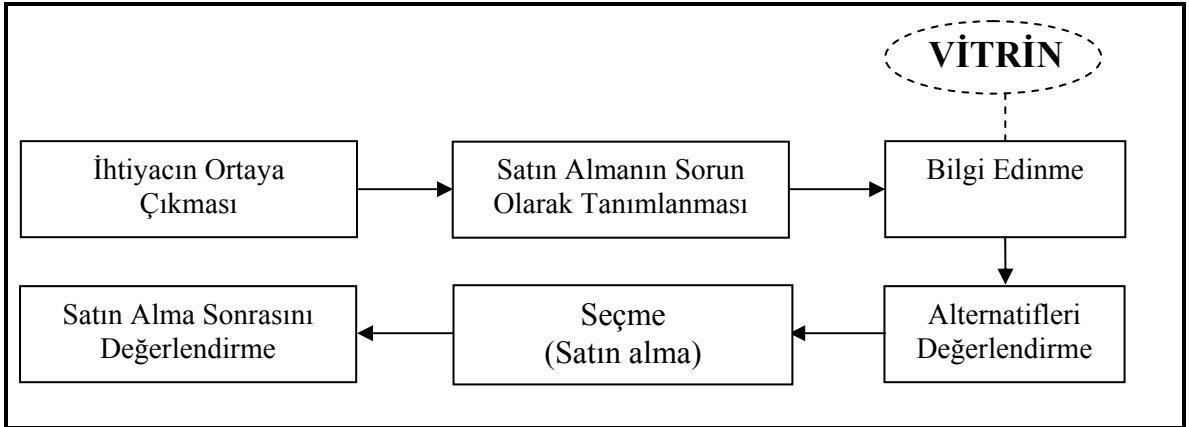 VİTRİN
İhtiyacın Ortaya
Çıkması
Satın Almanın Sorun
Olarak Tanımlanması
Bilgi Edinme
Alternatifleri
Değerlendirme
Seçme
(Satın alma)
Satın Alma Sonrasını
Değerlendirme